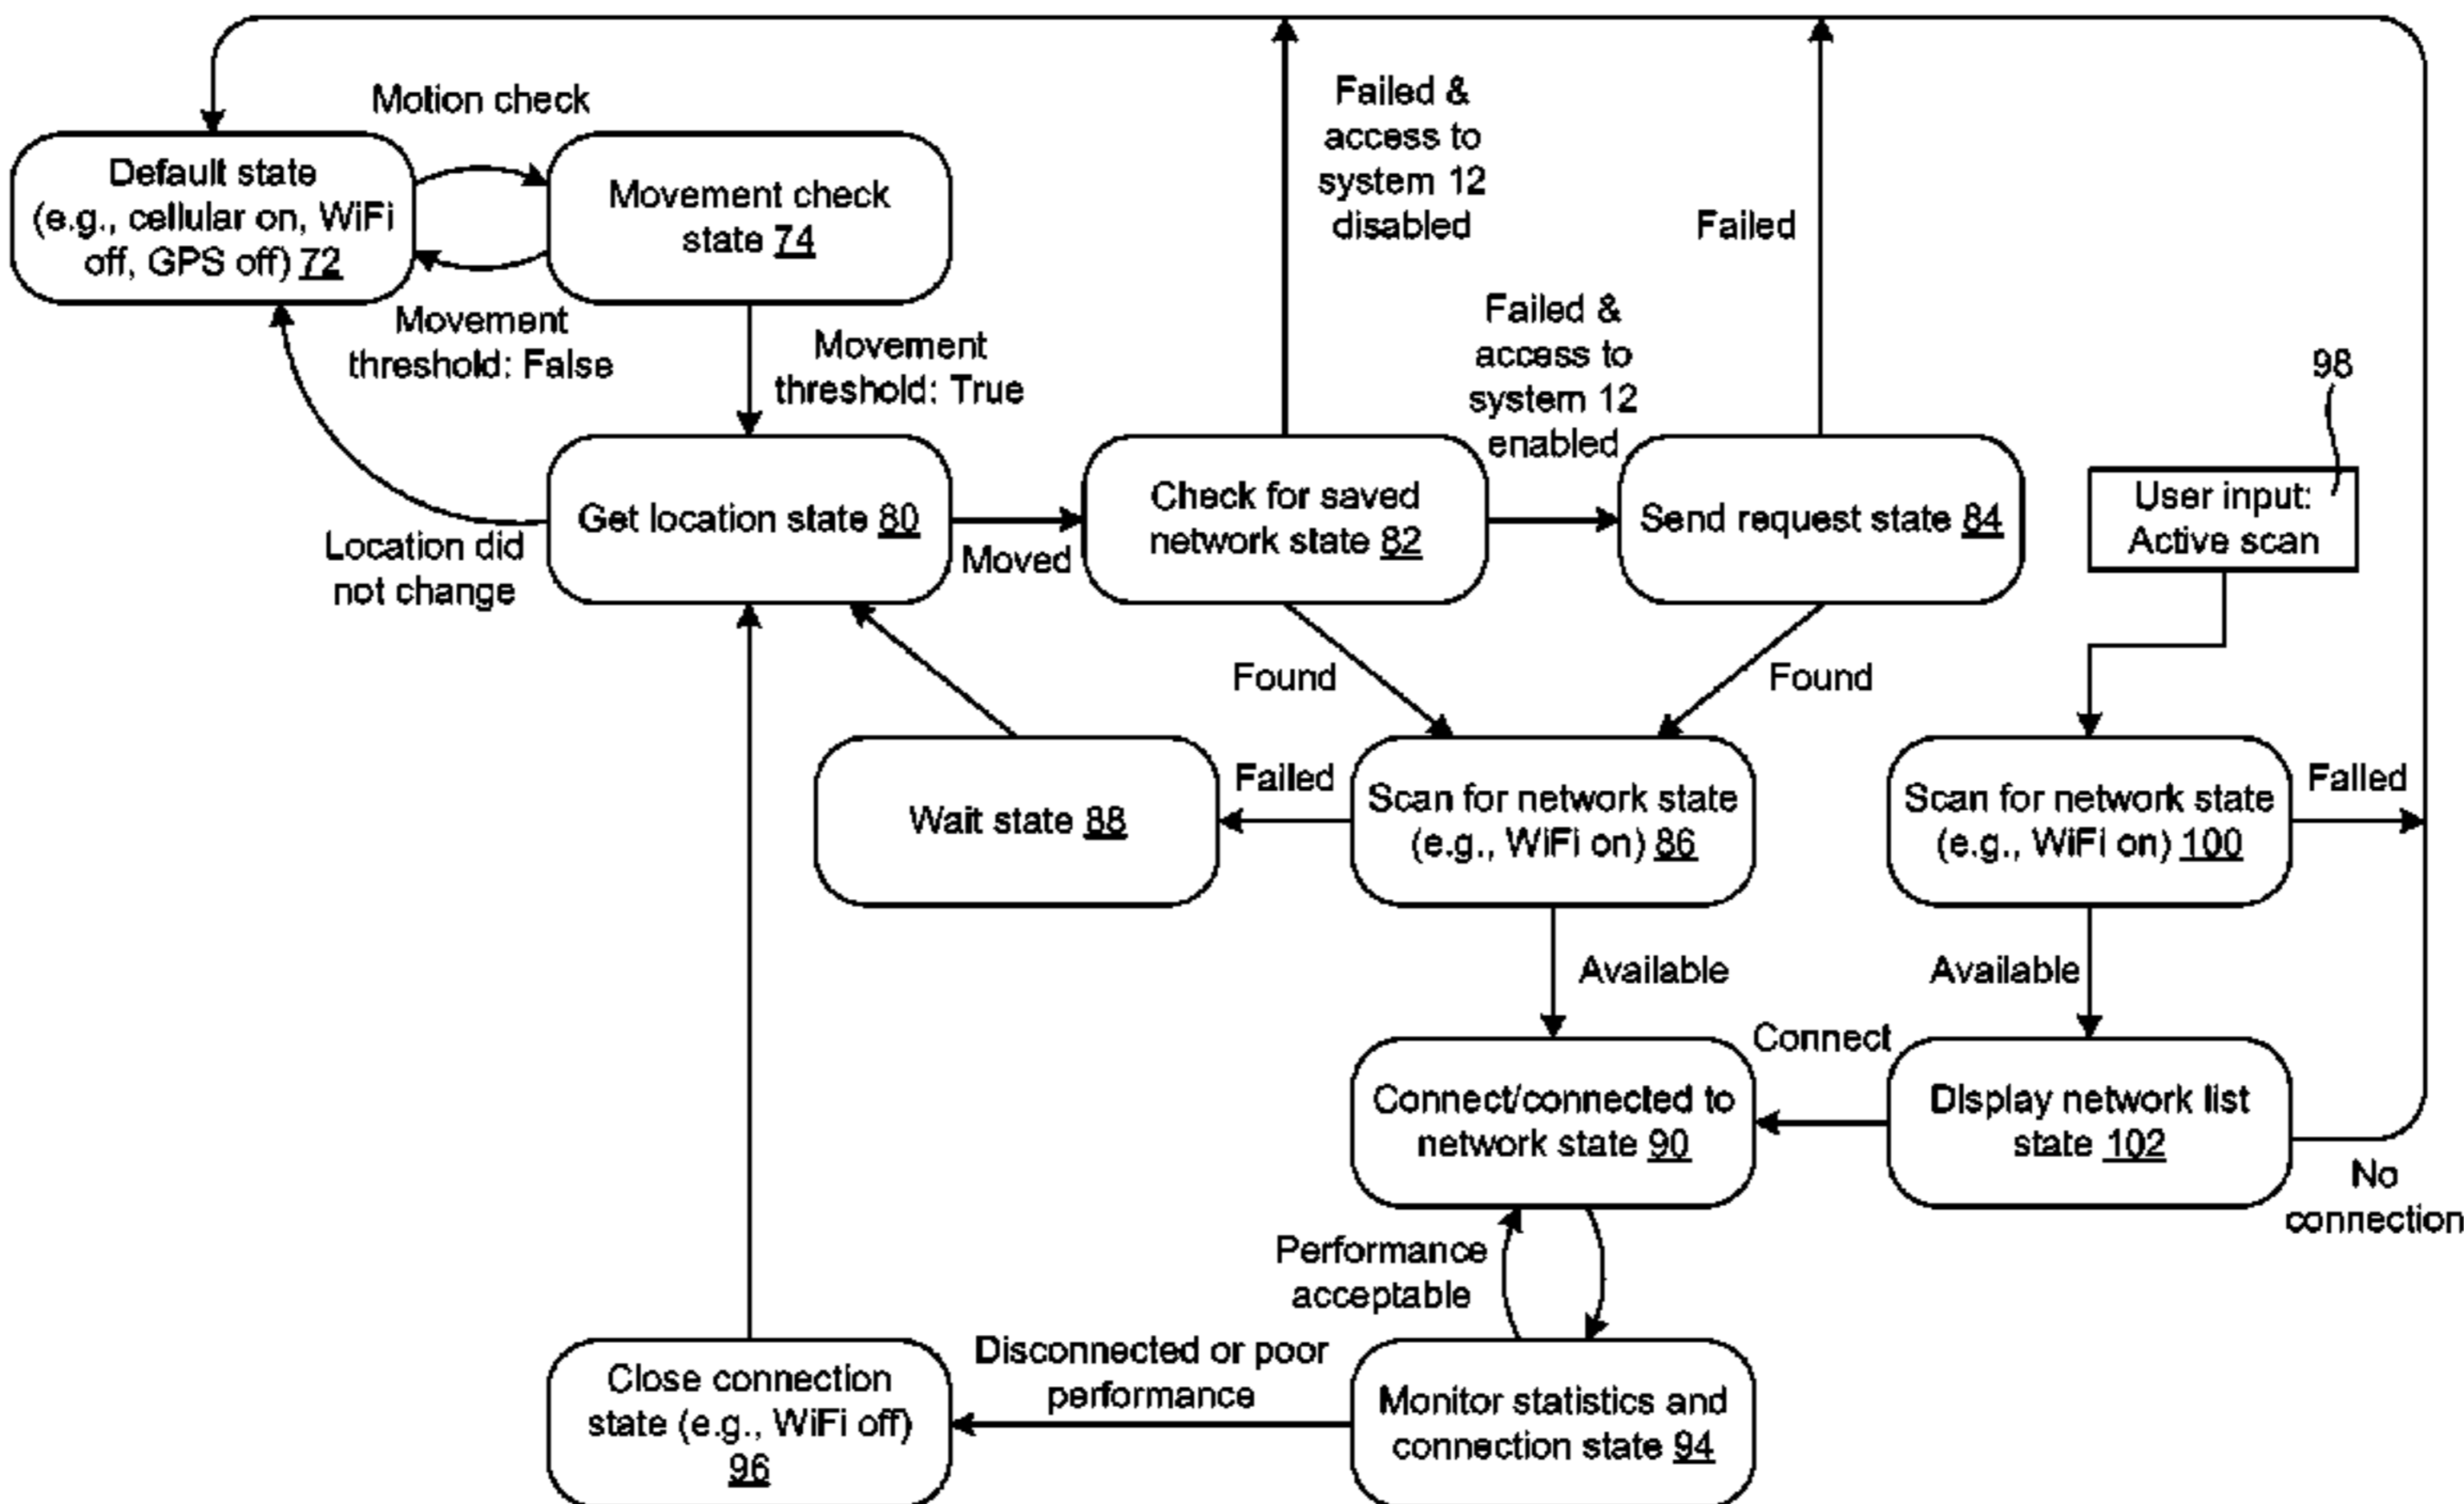 Motion check
Default state
(e.g., cellular on, WiFi
off, GPS off) 72
Movement check
state 74
Failed &
access to
system 12
disabled
Failed
Movement
threshold: False
Movement
threshold: True
Failed &
access to
system 12
enabled
98
Get location state 80
Moved
Check for saved
network state 82
Send request state 84
User input:
Active scan
Location did
not change
Found
Found
Wait state 88
Failed
Scan for network state
(e.g., WiFi on) 86
Scan for network state
(e.g., WiFi on) 100
Failed
Available
Available
Connect
Connect/connected to
network state 90
Display network list
state 102
No
connection
Performance
acceptable
Close connection
state (e.g., WiFi off)
96
Disconnected or poor
performance
Monitor statistics and
connection state 94